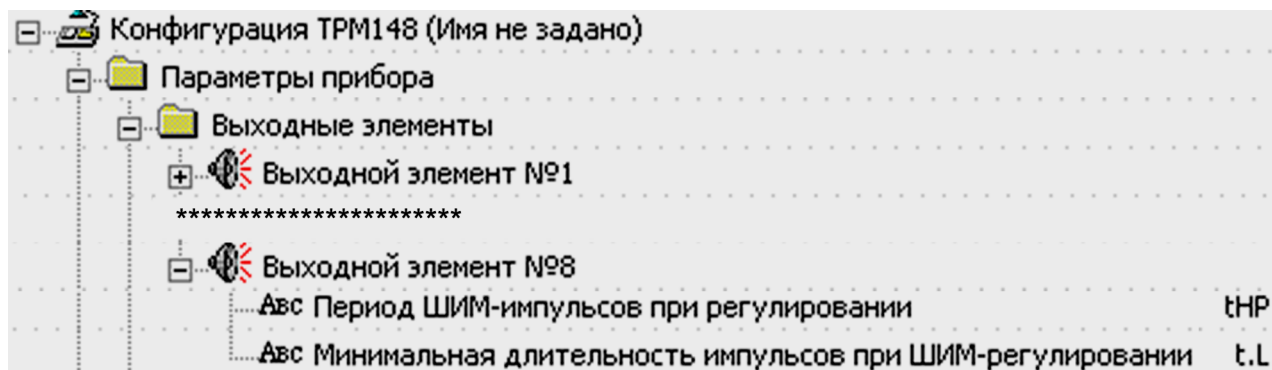 Конфигурация ТРМ148 (Имя не задано)
Параметры прибора
Выходные элементы
Выходной элемент №1
***********************
Выходной элемент №8
Авс Период ШИМ-импульсов при регулировании tHP
Авс Минимальная длительность импульсов при ШИМ-регулировании t.L